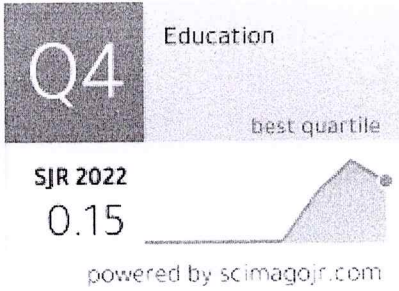 Q4
Education
best quartile
SJR 2022
0.15
powered by scimagojr.com